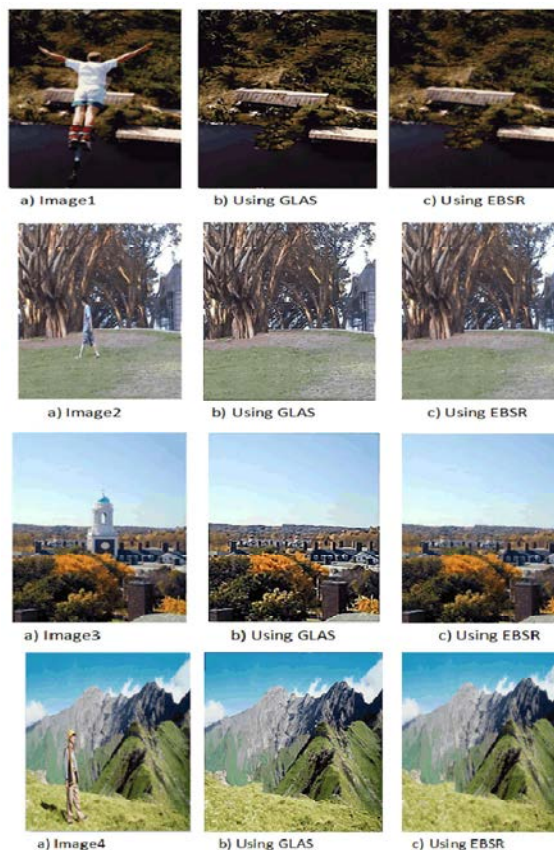 a) Image1 b) Using GLAS c) Using EBSR
a) Image2 b) Using GLAS c) Using EBSR
a) Image3 b) Using GLAS c) Using EBSR
a) Image4 b) Using GLAS c) Using EBSR